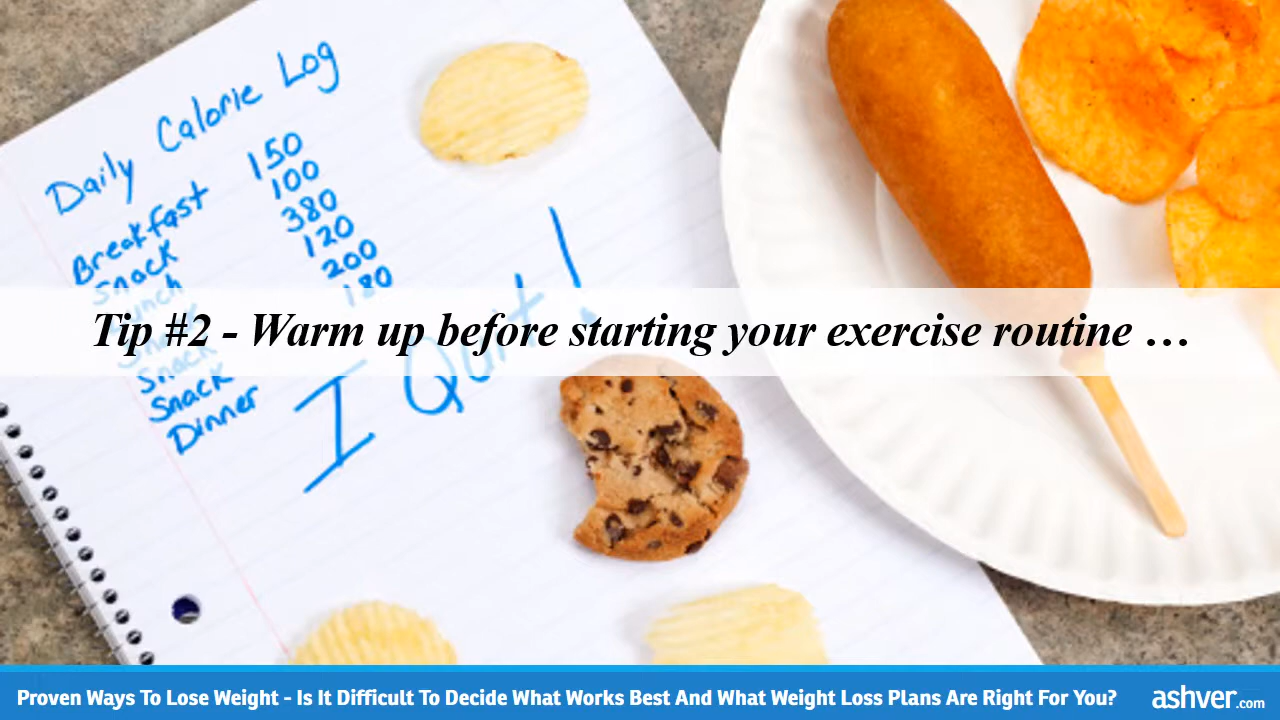 Daily Calorie Log
Breakfast 150
Snack 100
Lunch 380
Snack 120
Snack 200
Snack 180
Dinner
I Quit!
Tip #2 - Warm up before starting your exercise routine …
Proven Ways To Lose Weight - Is It Difficult To Decide What Works Best And What Weight Loss Plans Are Right For You?
ashver.com